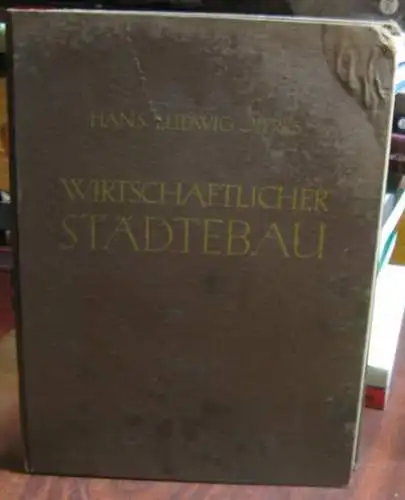 HANS LUDWIG SIERKS
WIRTSCHAFTLICHER
STÄDTEBAU